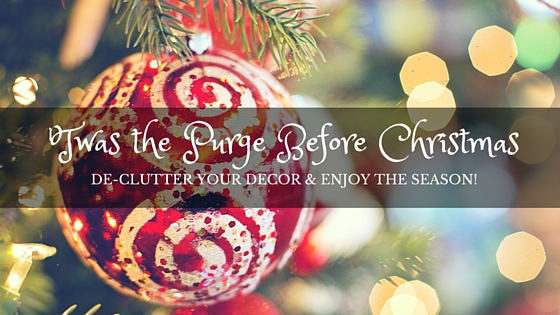 'Twas the Purge Before Christmas
DE-CLUTTER YOUR DECOR & ENJOY THE SEASON!